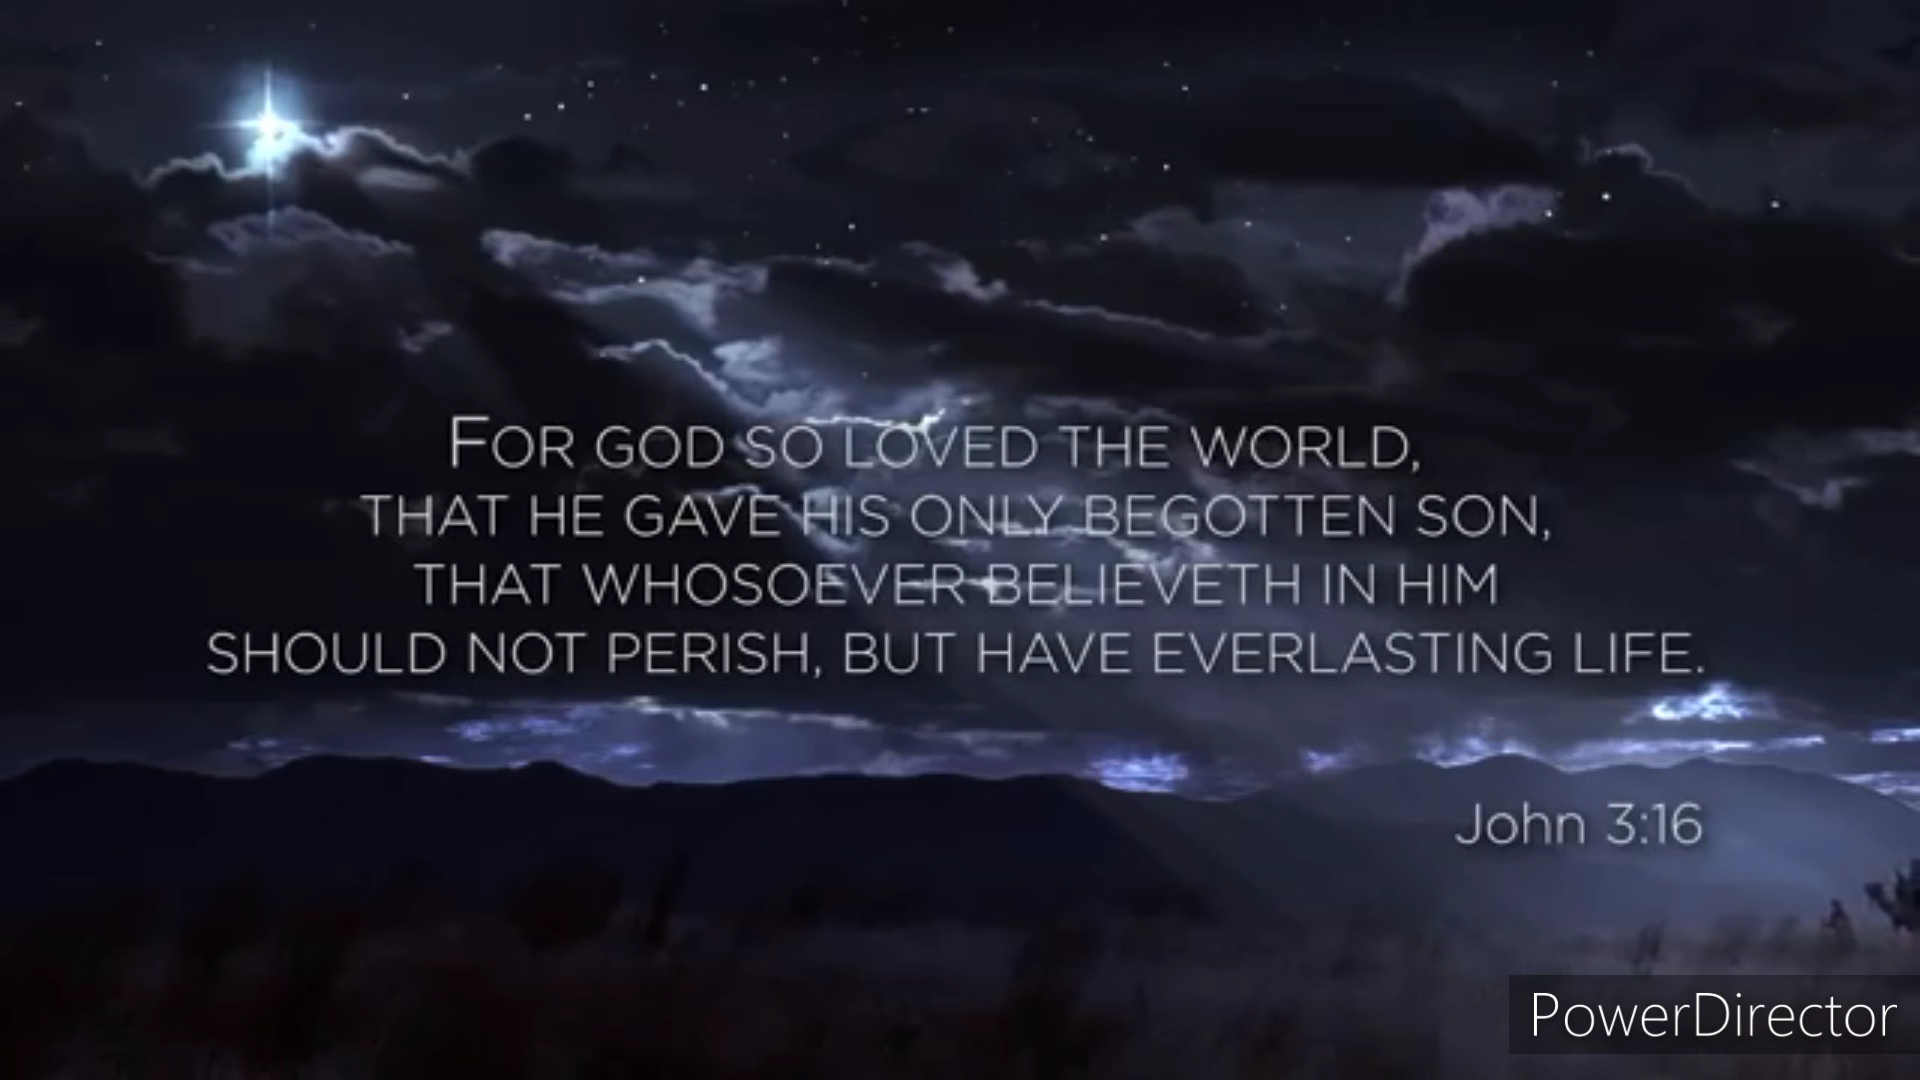 FOR GOD SO LOVED THE WORLD,
THAT HE GAVE HIS ONLY BEGOTTEN SON,
THAT WHOSOEVER BELIEVETH IN HIM
SHOULD NOT PERISH, BUT HAVE EVERLASTING LIFE.
John 3:16
PowerDirector